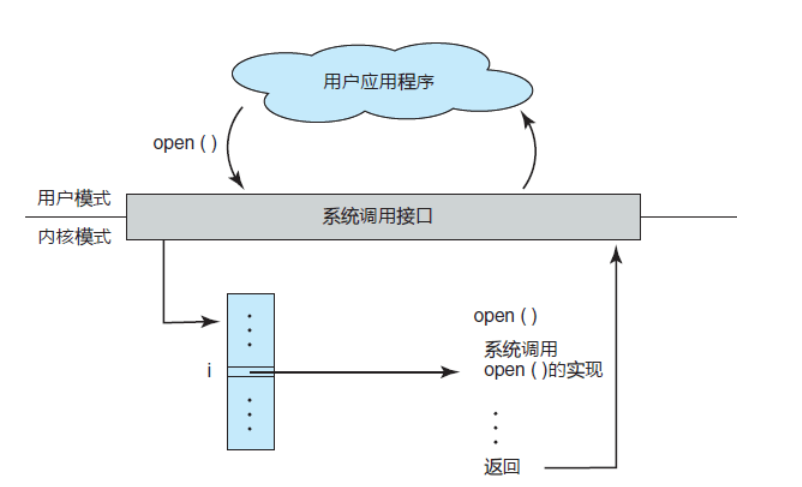 用户应用程序
open ( )
用户模式
系统调用接口
内核模式
open ( )
系统调用
i
open ( )的实现
返回